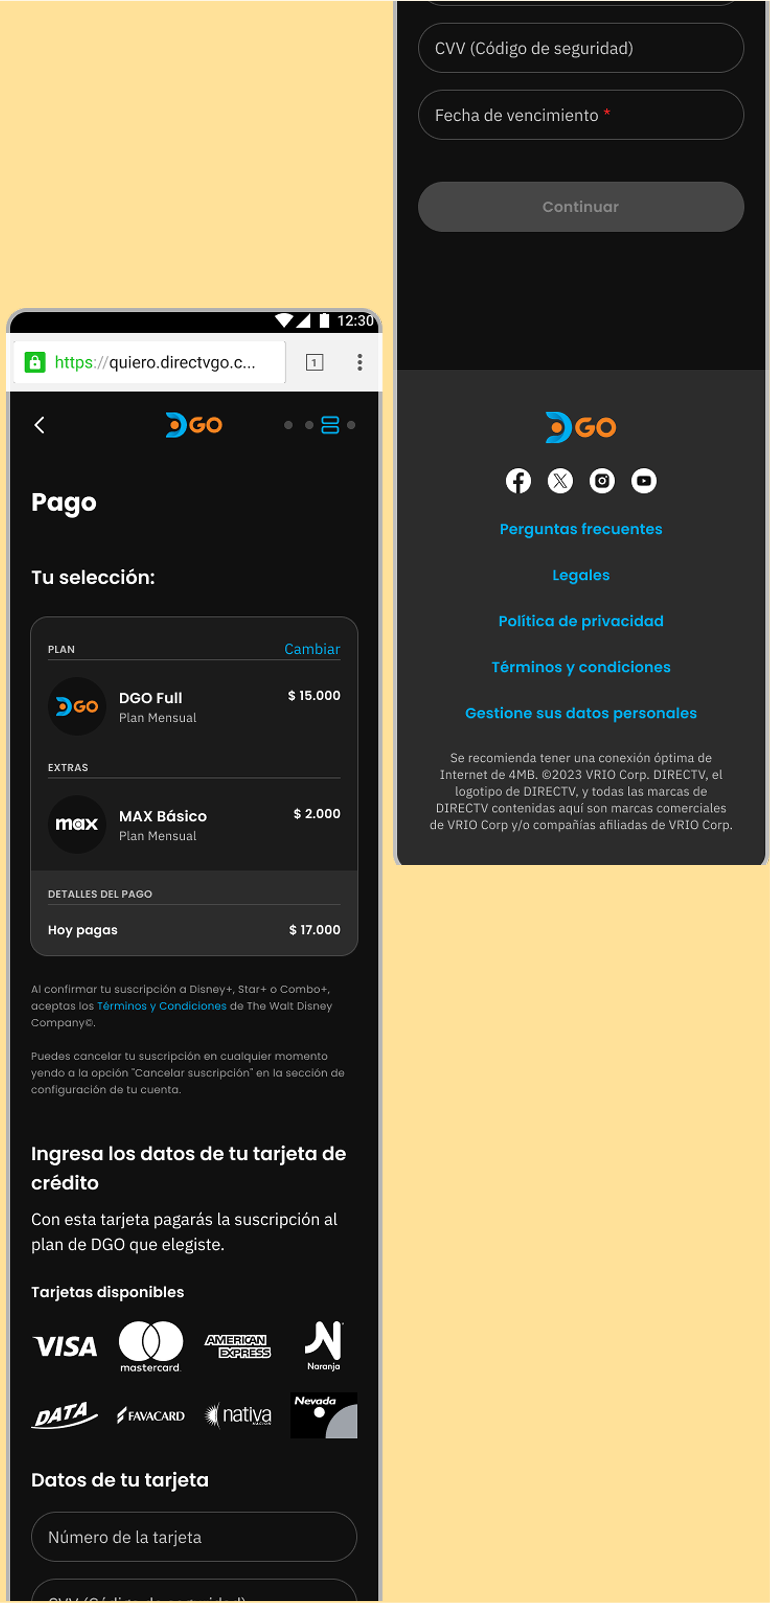 12:30
https://quiero.directvgo.c...
1
DGO
Pago
Tu selección:
PLAN
Cambiar
DGO
DGO Full
$ 15.000
Plan Mensual
EXTRAS
max
MAX Básico
$ 2.000
Plan Mensual
DETALLES DEL PAGO
Hoy pagas
$ 17.000
Al confirmar tu suscripción a Disney+, Star+ o Combo+,
aceptas los Términos y Condiciones de The Walt Disney
Company©.
Puedes cancelar tu suscripción en cualquier momento
yendo a la opción "Cancelar suscripción" en la sección de
configuración de tu cuenta.
Ingresa los datos de tu tarjeta de
crédito
Con esta tarjeta pagarás la suscripción al
plan de DGO que elegiste.
Tarjetas disponibles
VISA
mastercard
AMERICAN
EXPRESS
N
Naranja
DATA
FAVACARD
nativa
NACION
Nevada
Datos de tu tarjeta
Número de la tarjeta
CVV (Código de seguridad)
CVV (Código de seguridad)
Fecha de vencimiento *
Continuar
DGO
Perguntas frecuentes
Legales
Política de privacidad
Términos y condiciones
Gestione sus datos personales
Se recomienda tener una conexión óptima de
Internet de 4MB. ©2023 VRIO Corp. DIRECTV, el
logotipo de DIRECTV, y todas las marcas de
DIRECTV contenidas aquí son marcas comerciales
de VRIO Corp y/o compañías afiliadas de VRIO Corp.